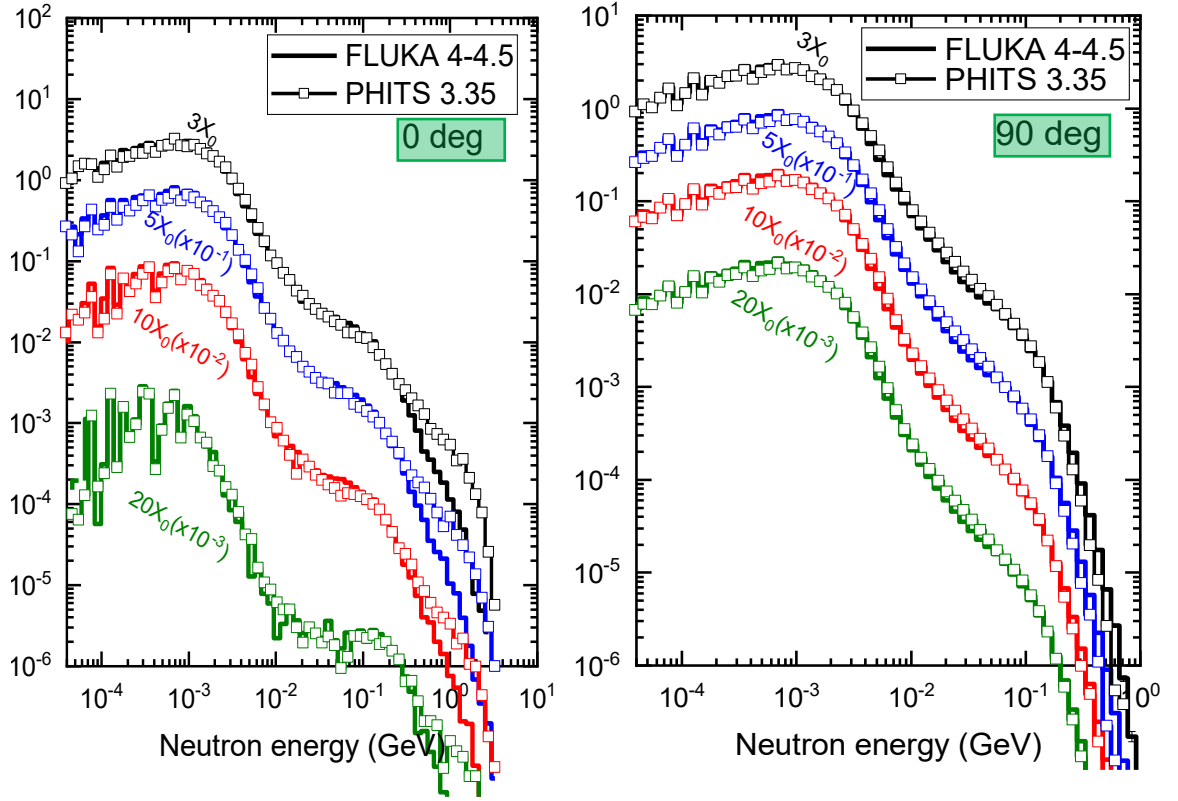 10²
10¹
10⁰
10⁻¹
10⁻²
10⁻³
10⁻⁴
10⁻⁵
10⁻⁶
FLUKA 4-4.5
PHITS 3.35
0 deg
3X₀
5X₀(x10⁻¹)
10X₀(x10⁻²)
20X₀(x10⁻³)
10⁻⁴
10⁻³
10⁻²
10⁻¹
10⁰
10¹
Neutron energy (GeV)
10¹
10⁰
10⁻¹
10⁻²
10⁻³
10⁻⁴
10⁻⁵
10⁻⁶
FLUKA 4-4.5
PHITS 3.35
90 deg
3X₀
5X₀(x10⁻¹)
10X₀(x10⁻²)
20X₀(x10⁻³)
10⁻⁴
10⁻³
10⁻²
10⁻¹
10⁰
Neutron energy (GeV)